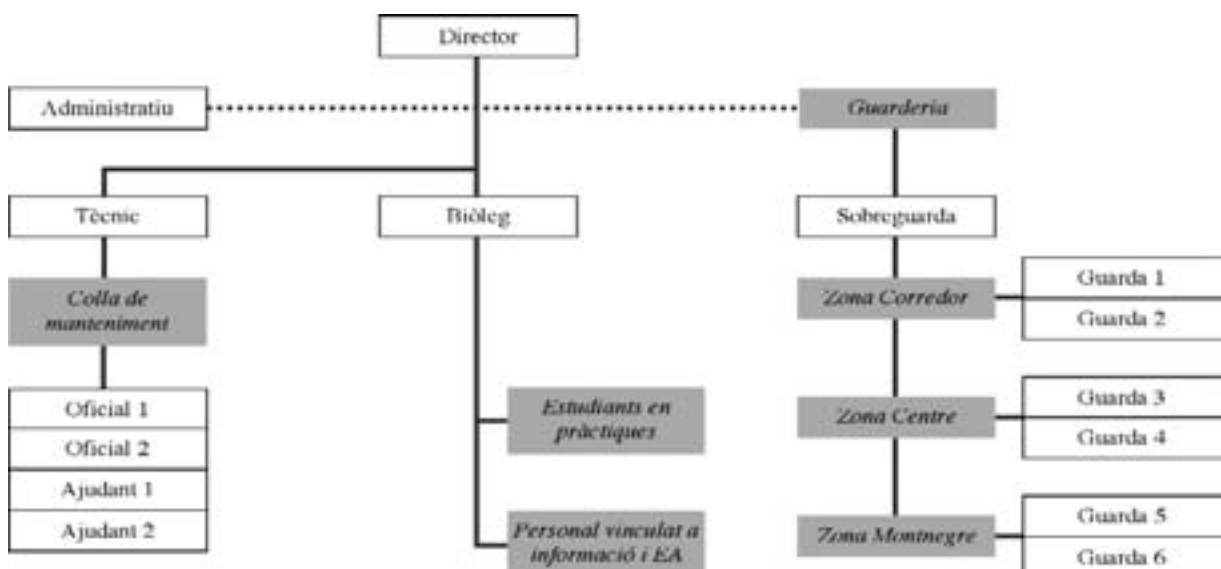 Director
Administratiu
Guarderia
Tècnic
Biòleg
Sobreguarda
Colla de
manteniment
Zona Corredor
Guarda 1
Guarda 2
Oficial 1
Oficial 2
Ajudant 1
Ajudant 2
Estudiants en
pràctiques
Zona Centre
Guarda 3
Guarda 4
Personal vinculat a
informació i EA
Zona Montnegre
Guarda 5
Guarda 6